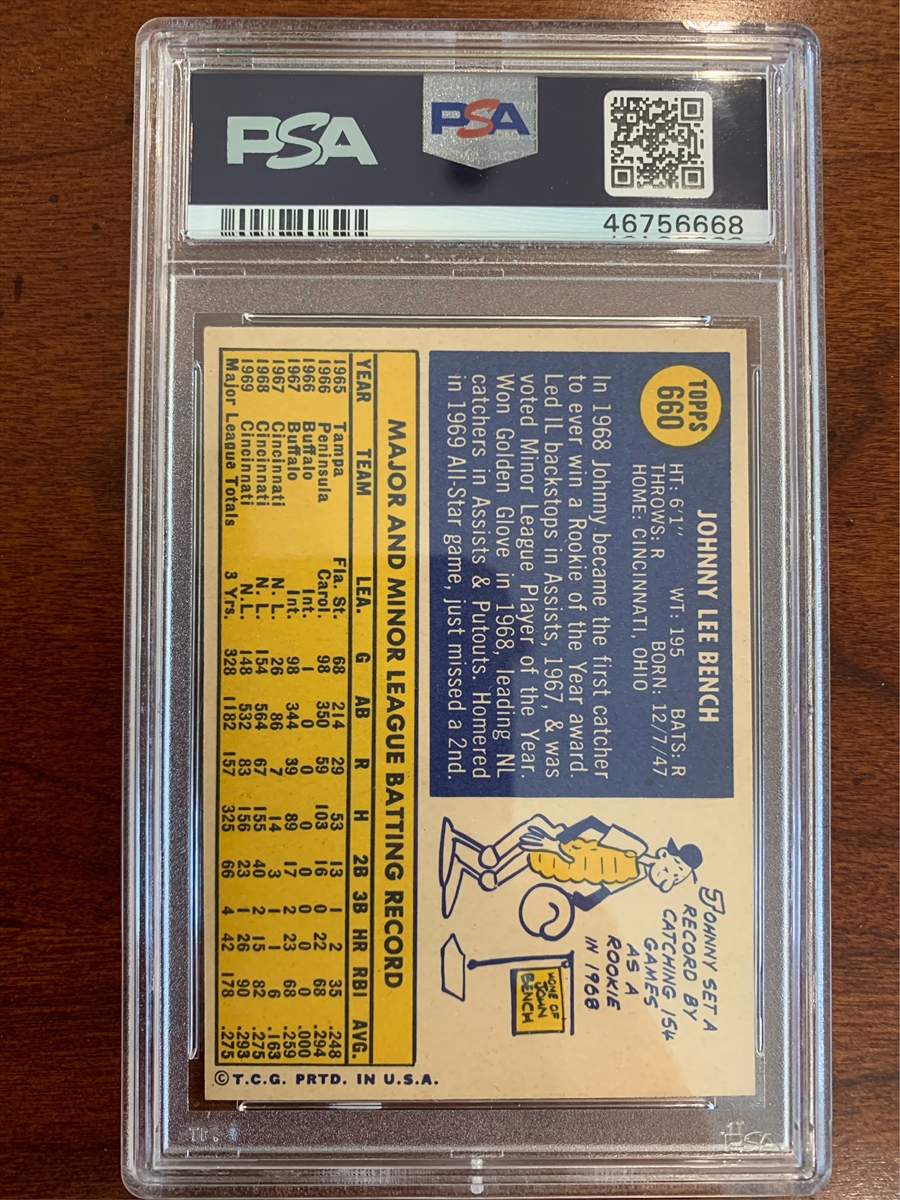 PSA
PSA
46756668
TOPPS
660
JOHNNY LEE BENCH
HT: 6'1" WT: 195 BATS: R
THROWS: R BORN: 12/7/47
HOME: CINCINNATI, OHIO
In 1968 Johnny became the first catcher
to ever win a Rookie of the Year award.
Led IL backstops in Assists, 1967, & was
voted Minor League Player of the Year.
Won Golden Glove in 1968, leading NL
catchers in Assists & Putouts. Homered
in 1969 All-Star game, just missed a 2nd.
JOHNNY SET A
RECORD BY
CATCHING 154
GAMES
AS A
ROOKIE
IN 1968
HOME OF
JOHN
BENCH
MAJOR AND MINOR LEAGUE BATTING RECORD
YEAR TEAM LEA. G AB R H 2B 3B HR RBI AVG.
1965 Tampa Fla. St. 68 214 29 53 13 1 2 35 .248
1966 Peninsula Carol. 98 350 59 103 16 0 22 68 .294
1966 Buffalo Int. 1 0 0 0 0 0 0 0 .000
1967 Buffalo Int. 98 344 39 89 17 2 23 68 .259
1967 Cincinnati N. L. 26 86 7 14 3 1 1 6 .163
1968 Cincinnati N. L. 154 564 67 155 40 2 15 82 .275
1969 Cincinnati N.L. 148 532 83 156 23 1 26 90 .293
Major League Totals 3 Yrs. 328 1182 157 325 66 4 42 178 .275
©T.C.G. PRTD. IN U.S.A.